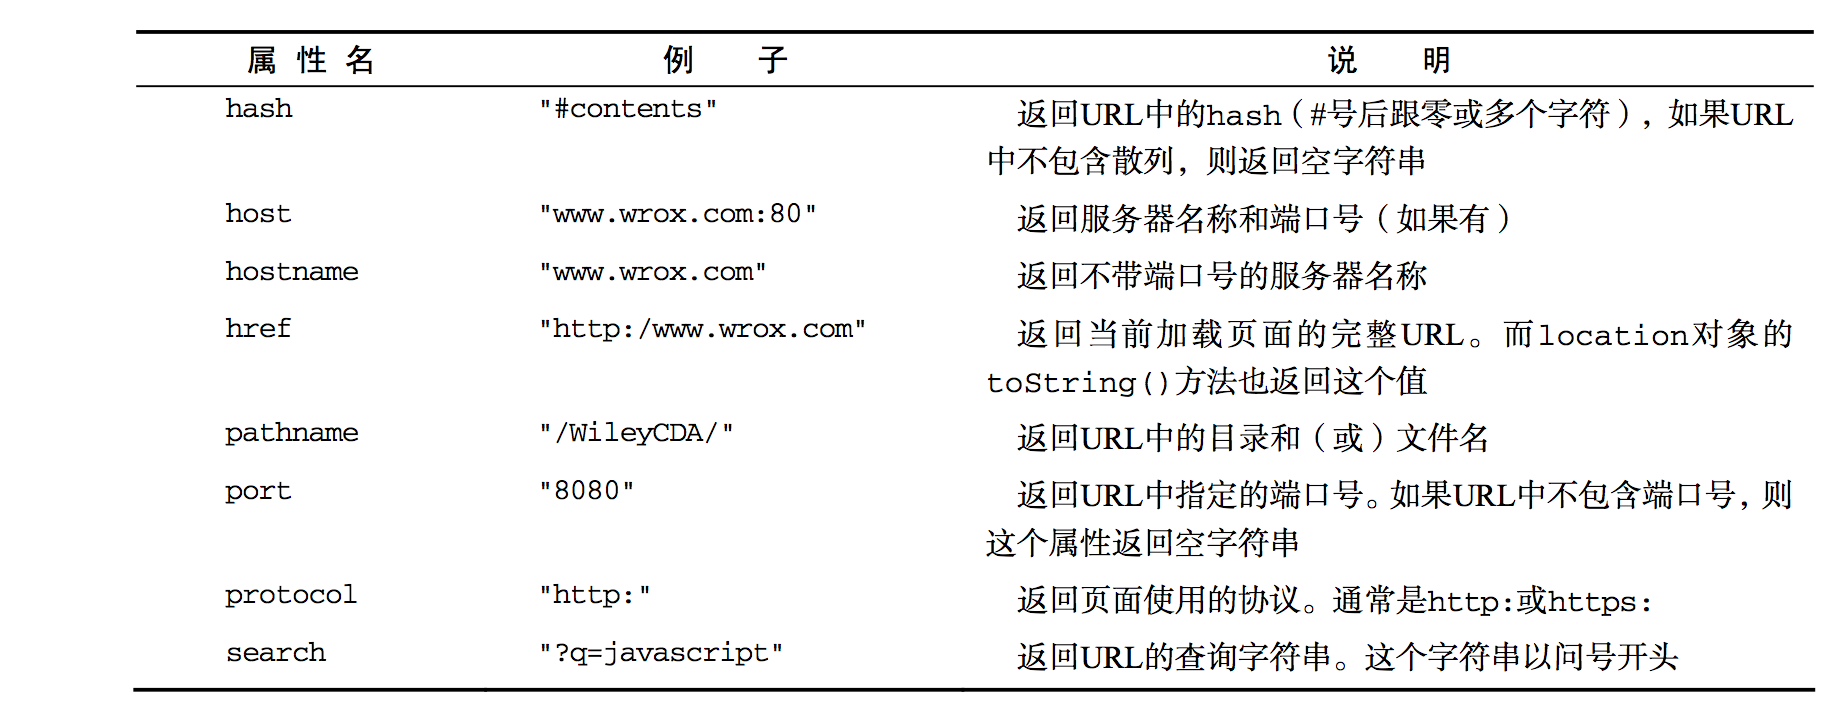 属 性 名 例 子 说 明
hash "#contents" 返回URL中的hash（#号后跟零或多个字符），如果URL
中不包含散列，则返回空字符串
host "www.wrox.com:80" 返回服务器名称和端口号（如果有）
hostname "www.wrox.com" 返回不带端口号的服务器名称
href "http:/www.wrox.com" 返回当前加载页面的完整URL。而location对象的
toString()方法也返回这个值
pathname "/WileyCDA/" 返回URL中的目录和（或）文件名
port "8080" 返回URL中指定的端口号。如果URL中不包含端口号，则
这个属性返回空字符串
protocol "http:" 返回页面使用的协议。通常是http:或https:
search "?q=javascript" 返回URL的查询字符串。这个字符串以问号开头